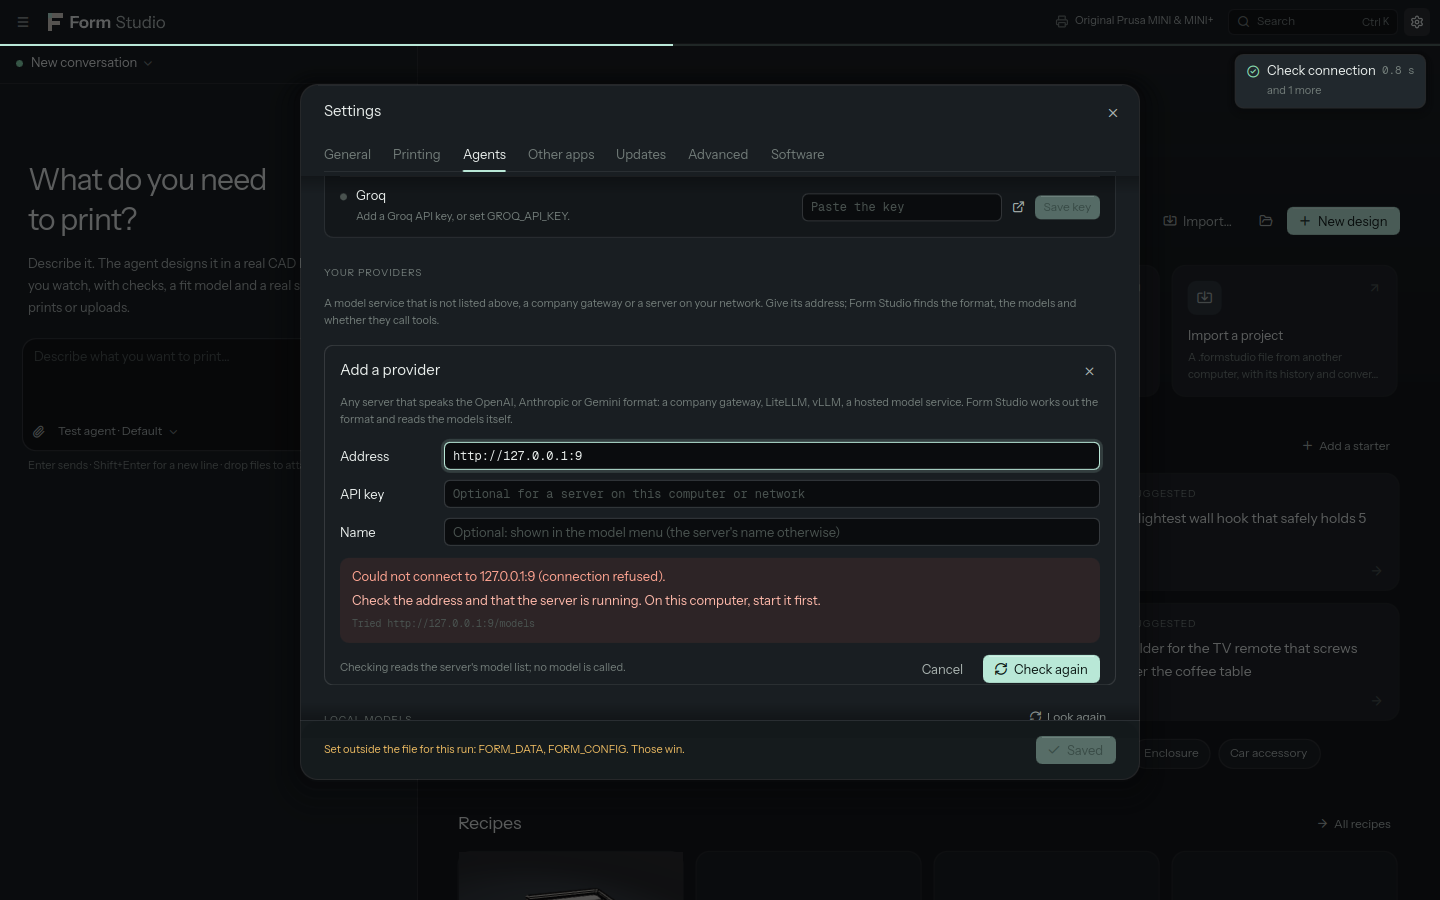 Form Studio
Original Prusa MINI & MINI+
Search
Ctrl K
New conversation
Check connection 0.8 s
and 1 more
Settings
General
Printing
Agents
Other apps
Updates
Advanced
Software
What do you need
to print?
Describe it. The agent designs it in a real CAD
you watch, with checks, a fit model and a real s
prints or uploads.
Describe what you want to print...
Test agent · Default
Enter sends · Shift+Enter for a new line · drop files to att
Groq
Add a Groq API key, or set GROQ_API_KEY.
Paste the key
Save key
YOUR PROVIDERS
A model service that is not listed above, a company gateway or a server on your network. Give its address; Form Studio finds the format, the models and
whether they call tools.
Add a provider
Any server that speaks the OpenAI, Anthropic or Gemini format: a company gateway, LiteLLM, vLLM, a hosted model service. Form Studio works out the
format and reads the models itself.
Address
http://127.0.0.1:9
API key
Optional for a server on this computer or network
Name
Optional: shown in the model menu (the server's name otherwise)
Could not connect to 127.0.0.1:9 (connection refused).
Check the address and that the server is running. On this computer, start it first.
Tried http://127.0.0.1:9/models
Checking reads the server's model list; no model is called.
Cancel
Check again
LOCAL MODELS
Look again
Set outside the file for this run: FORM_DATA, FORM_CONFIG. Those win.
Saved
Import...
New design
Import a project
A .formstudio file from another
computer, with its history and conver...
Add a starter
GGESTED
lightest wall hook that safely holds 5
GGESTED
lder for the TV remote that screws
er the coffee table
Enclosure
Car accessory
Recipes
All recipes